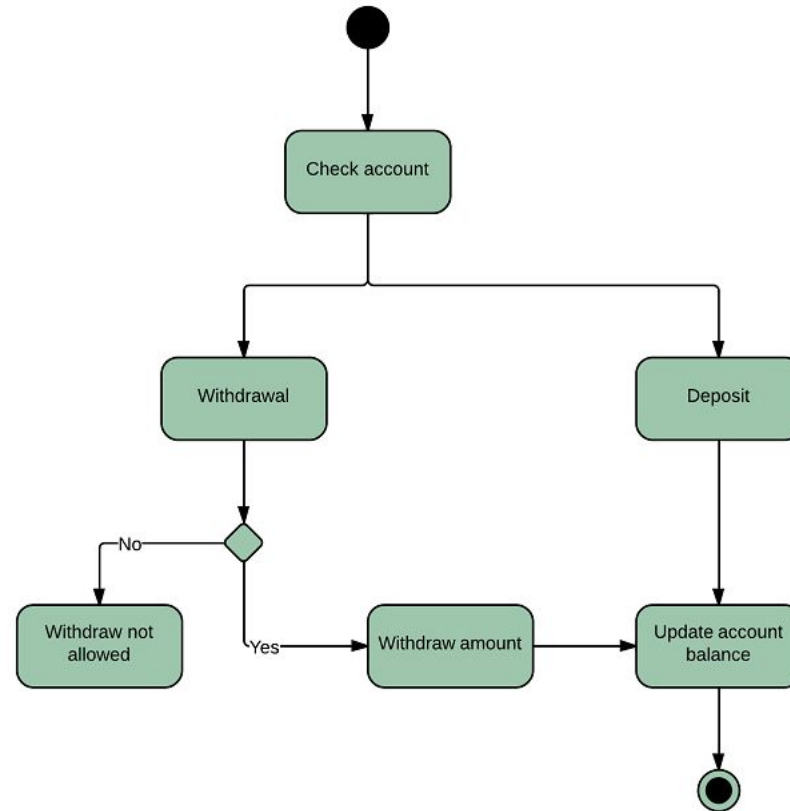 Check account
Withdrawal
Deposit
No
Withdraw not
allowed
Yes
Withdraw amount
Update account
balance